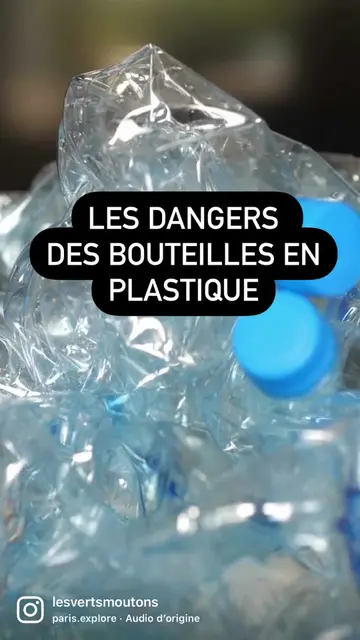 LES DANGERS
DES BOUTEILLES EN
PLASTIQUE
lesvertsmoutons
paris.explore · Audio d'origine